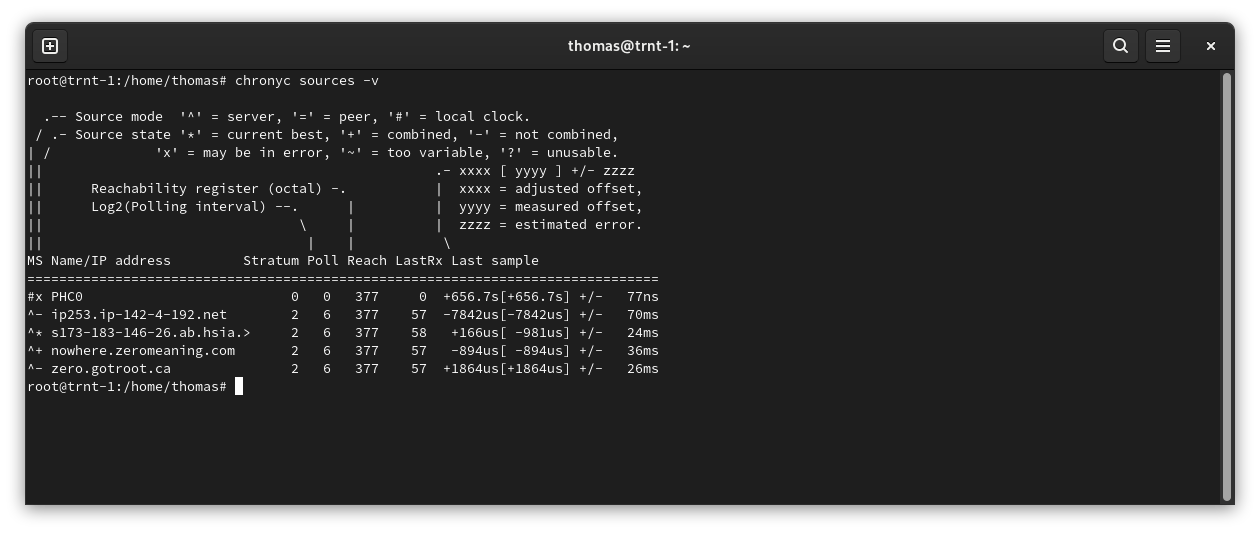 thomas@trnt-1: ~
root@trnt-1:/home/thomas# chronyc sources -v

  .-- Source mode  '^' = server, '=' = peer, '#' = local clock.
 / .- Source state '*' = current best, '+' = combined, '-' = not combined,
| /             'x' = may be in error, '~' = too variable, '?' = unusable.
||                                                 .- xxxx [ yyyy ] +/- zzzz
||      Reachability register (octal) -.           |  xxxx = adjusted offset,
||      Log2(Polling interval) --.      |          |  yyyy = measured offset,
||                                \     |          |  zzzz = estimated error.
||                                 |    |           \
MS Name/IP address         Stratum Poll Reach LastRx Last sample
===============================================================================
#x PHC0                          0   0   377     0  +656.7s[+656.7s] +/-   77ns
^- ip253.ip-142-4-192.net        2   6   377    57  -7842us[-7842us] +/-   70ms
^* s173-183-146-26.ab.hsia.>     2   6   377    58   +166us[ -981us] +/-   24ms
^+ nowhere.zeromeaning.com       2   6   377    57   -894us[ -894us] +/-   36ms
^- zero.gotroot.ca               2   6   377    57  +1864us[+1864us] +/-   26ms
root@trnt-1:/home/thomas#